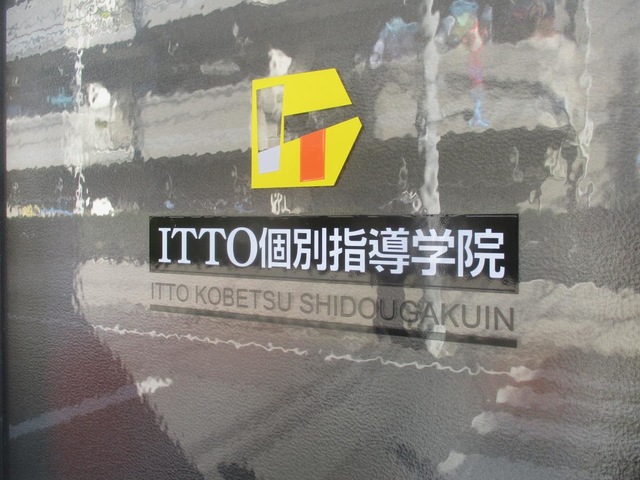 ITTO個別指導学院
ITTO KOBETSU SHIDOUGAKUIN